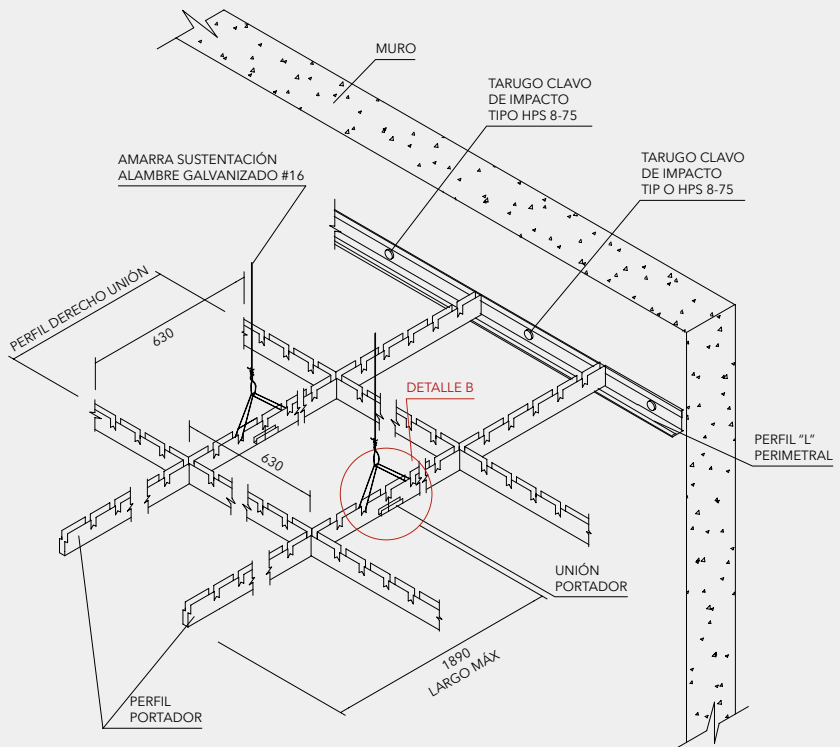 MURO
TARUGO CLAVO
DE IMPACTO
TIPO HPS 8-75
TARUGO CLAVO
DE IMPACTO
TIP O HPS 8-75
AMARRA SUSTENTACIÓN
ALAMBRE GALVANIZADO #16
PERFIL DERECHO UNIÓN
630
DETALLE B
630
PERFIL "L"
PERIMETRAL
UNIÓN
PORTADOR
1890
LARGO MÁX
PERFIL
PORTADOR